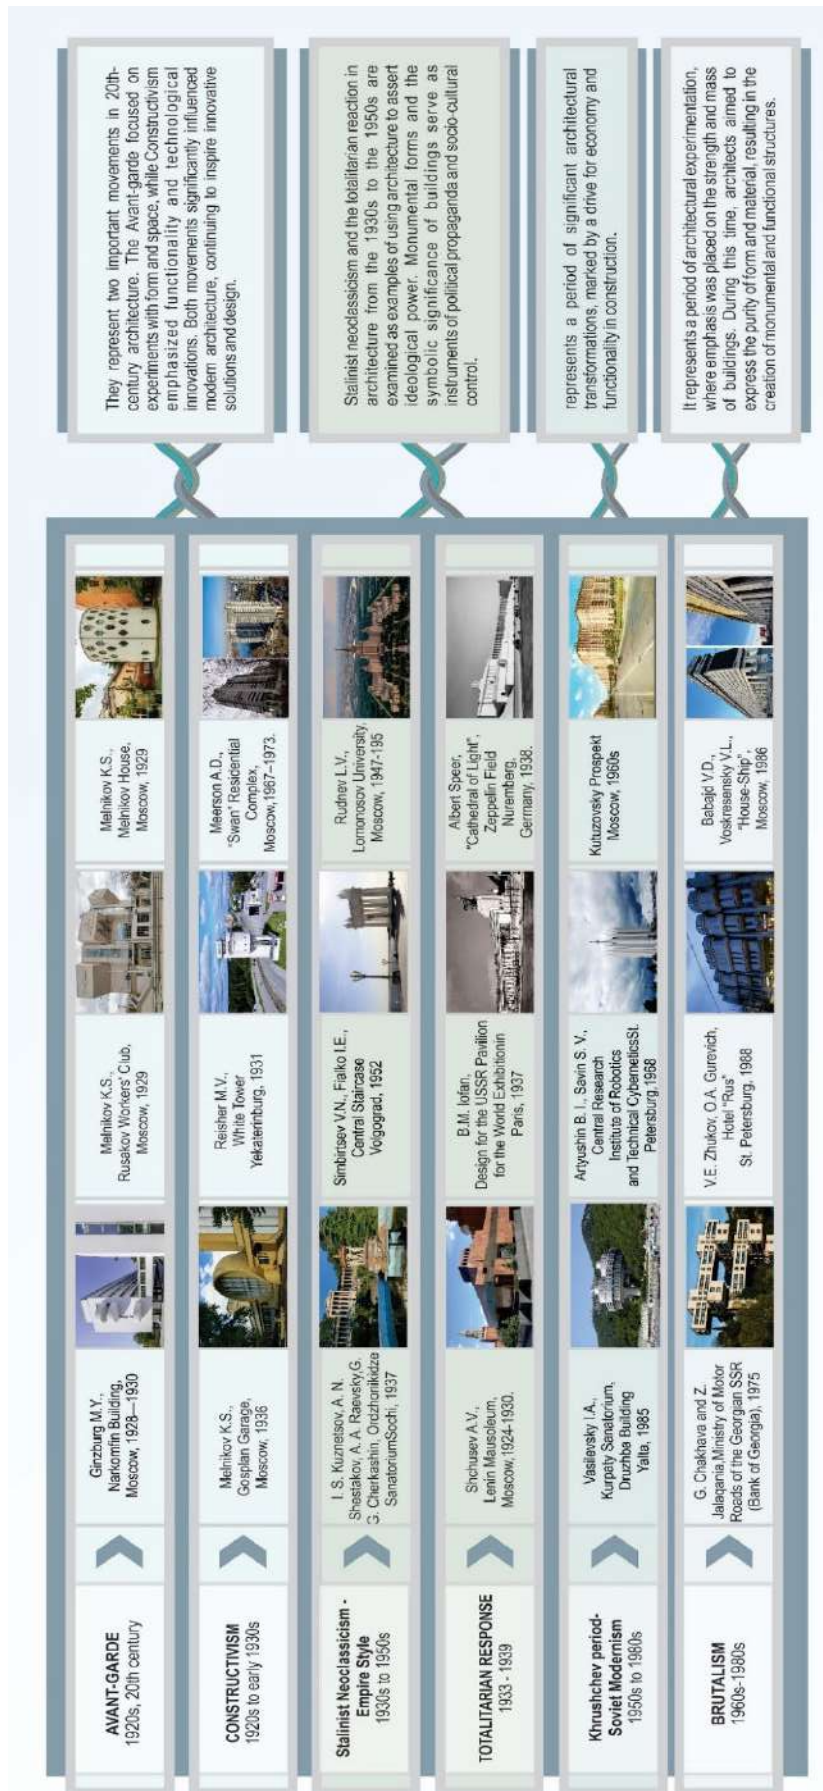 AVANT-GARDE
1920s, 20th century
Ginzburg M.Y.,
Narkomfin Building,
Moscow, 1928—1930
Melnikov K.S.,
Rusakov Workers' Club,
Moscow, 1929
Melnikov K.S.,
Melnikov House,
Moscow, 1929
They represent two important movements in 20th-
century architecture. The Avant-garde focused on
experiments with form and space, while Constructivism
emphasized functionality and technological
innovations. Both movements significantly influenced
modern architecture, continuing to inspire innovative
solutions and design.
CONSTRUCTIVISM
1920s to early 1930s
Melnikov K.S.,
Gosplan Garage,
Moscow, 1936
Reisher M.V.,
White Tower
Yekaterinburg, 1931
Meerson A.D.,
"Swan" Residential
Complex,
Moscow,1967–1973.
Stalinist Neoclassicism -
Empire Style
1930s to 1950s
I. S. Kuznetsov, A. N.
Shestakov, A. A. Raevsky,G.
G. Cherkashin, Ordzhonikidze
SanatoriumSochi, 1937
Simbirtsev V.N., Fialko I.E.,
Central Staircase
Volgograd, 1952
Rudnev L.V.,
Lomonosov University,
Moscow, 1947-195
Stalinist neoclassicism and the totalitarian reaction in
architecture from the 1930s to the 1950s are
examined as examples of using architecture to assert
ideological power. Monumental forms and the
symbolic significance of buildings serve as
instruments of political propaganda and socio-cultural
control.
TOTALITARIAN RESPONSE
1933 - 1939
Shchusev A.V.,
Lenin Mausoleum,
Moscow,1924-1930.
B.M. Iofan,
Design for the USSR Pavilion
for the World Exhibitionin
Paris, 1937
Albert Speer,
"Cathedral of Light",
Zeppelin Field
Nuremberg,
Germany, 1938.
Khrushchev period-
Soviet Modernism
1950s to 1980s
Vasilevsky I.A.,
Kurpaty Sanatorium,
Druzhba Building
Yalta, 1985
Artyushin B. I., Savin S. V.,
Central Research
Institute of Robotics
and Technical CyberneticsSt.
Petersburg,1968
Kutuzovsky Prospekt
Moscow, 1960s
represents a period of significant architectural
transformations, marked by a drive for economy and
functionality in construction.
BRUTALISM
1960s-1980s
G. Chakhava and Z.
Jalaqania,Ministry of Motor
Roads of the Georgian SSR
(Bank of Georgia), 1975
V.E. Zhukov, O.A. Gurevich,
Hotel "Rus"
St. Petersburg, 1988
Babajd V.D.,
Voskresensky V.L.,
"House-Ship",
Moscow, 1986
It represents a period of architectural experimentation,
where emphasis was placed on the strength and mass
of buildings. During this time, architects aimed to
express the purity of form and material, resulting in the
creation of monumental and functional structures.